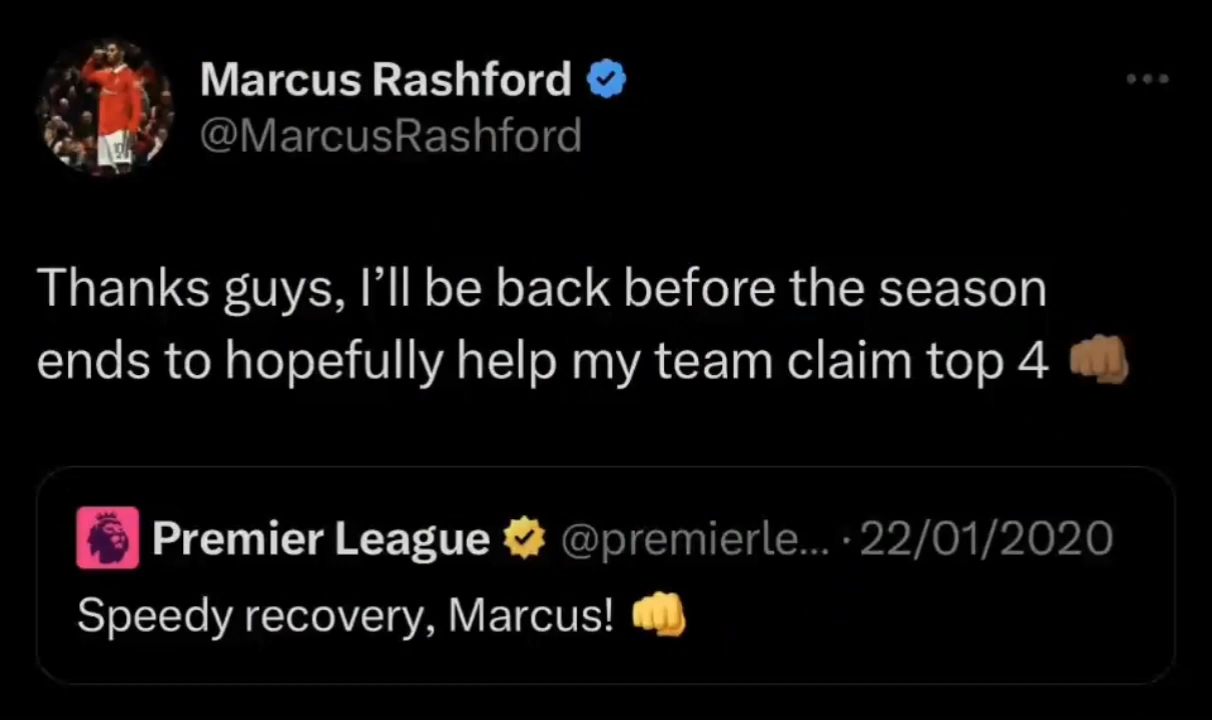 Marcus Rashford
@MarcusRashford
Thanks guys, I’ll be back before the season
ends to hopefully help my team claim top 4 👊🏾
Premier League @premierle... · 22/01/2020
Speedy recovery, Marcus! 👊